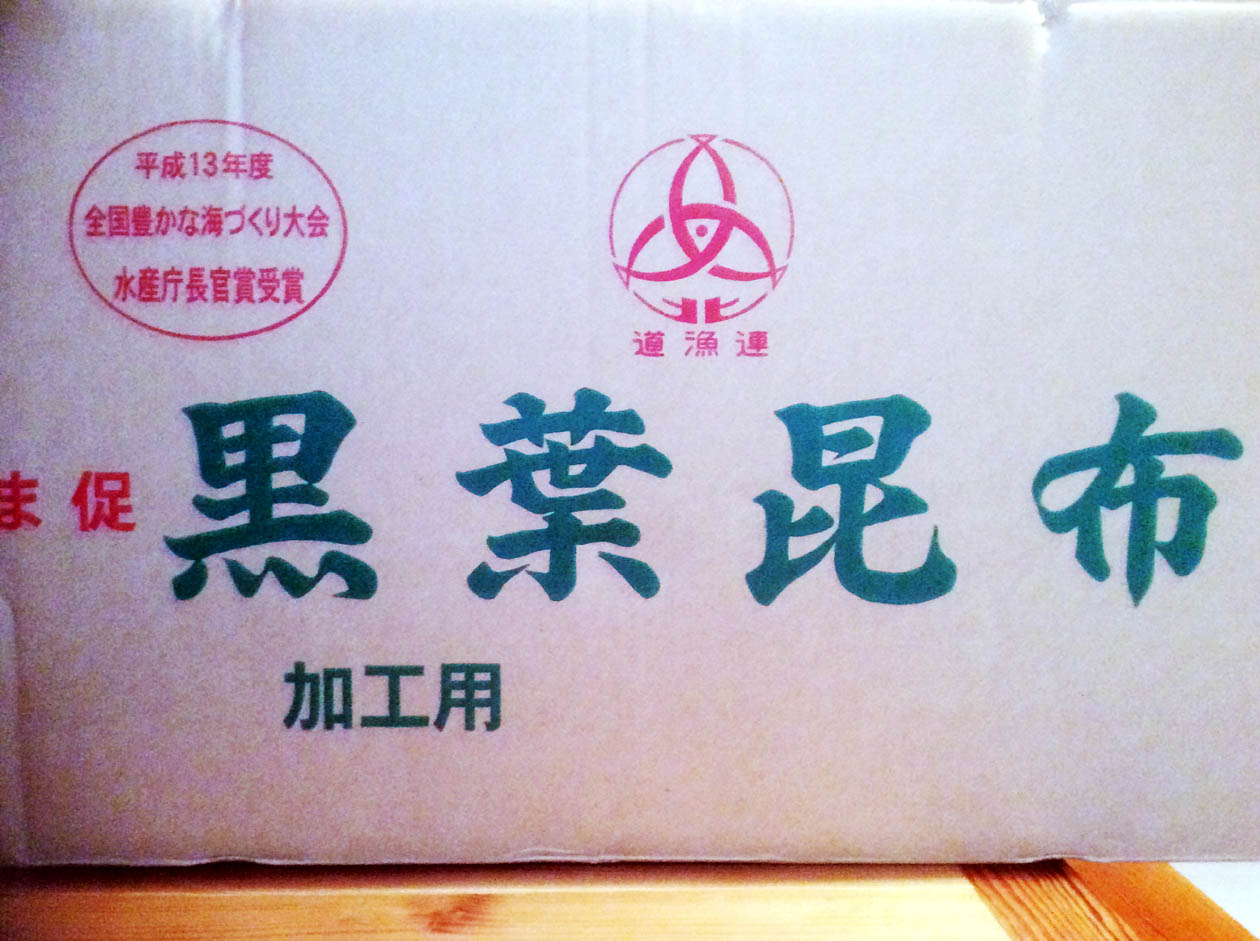 平成13年度
全国豊かな海づくり大会
水産庁長官賞受賞
北
道漁連
ま促
黒葉昆布
加工用